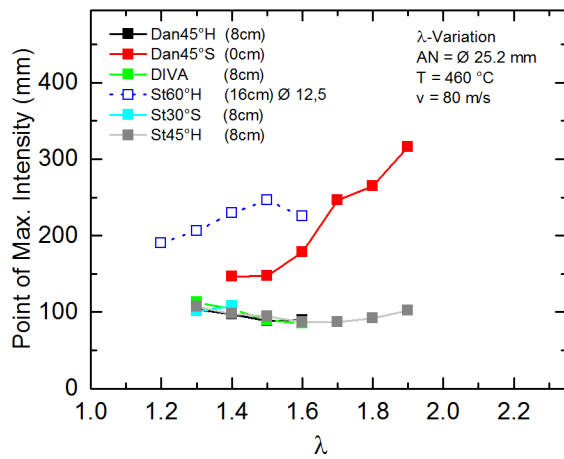 Dan45°H (8cm)
Dan45°S (0cm)
DIVA (8cm)
St60°H (16cm) Ø 12,5
St30°S (8cm)
St45°H (8cm)
λ-Variation
AN = Ø 25.2 mm
T = 460 °C
v = 80 m/s
Point of Max. Intensity (mm)
400
300
200
100
0
1.0 1.2 1.4 1.6 1.8 2.0 2.2
λ